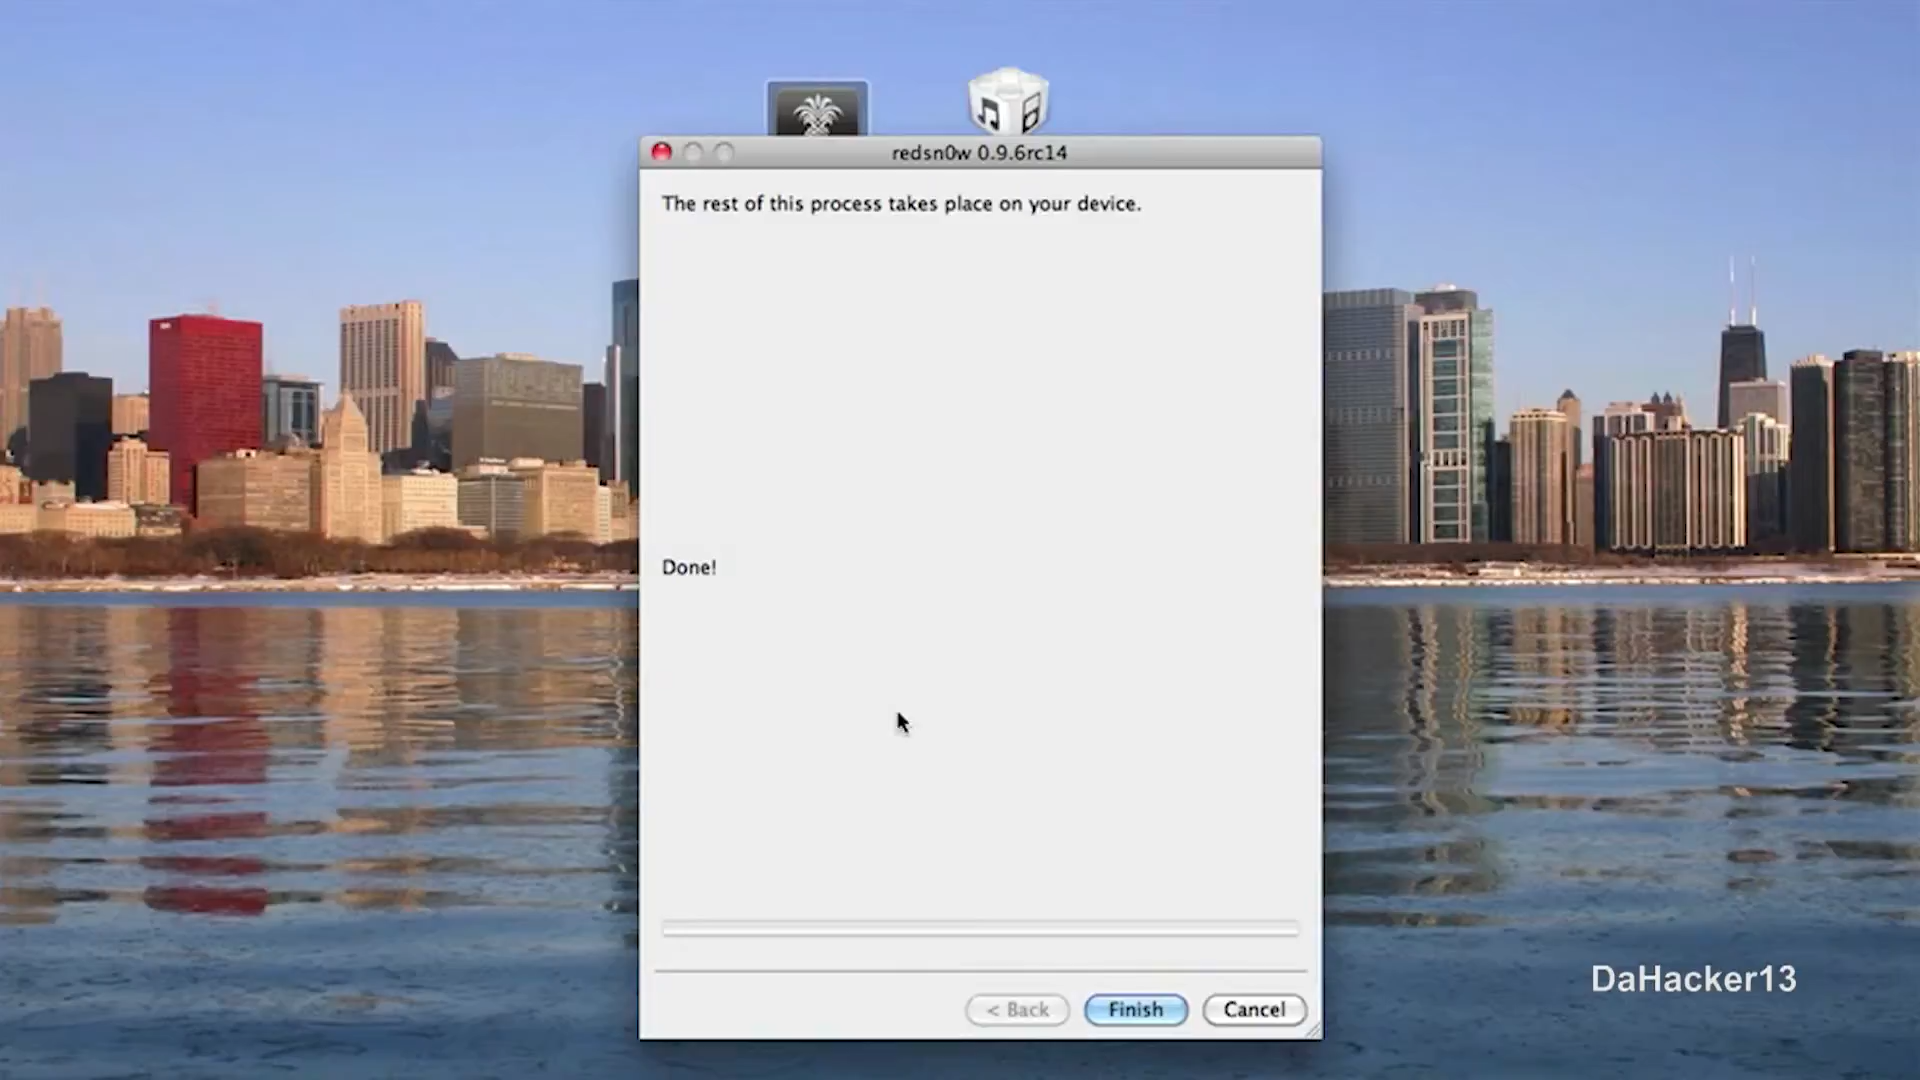 redsn0w 0.9.6rc14
The rest of this process takes place on your device.
Done!
< Back
Finish
Cancel
DaHacker13